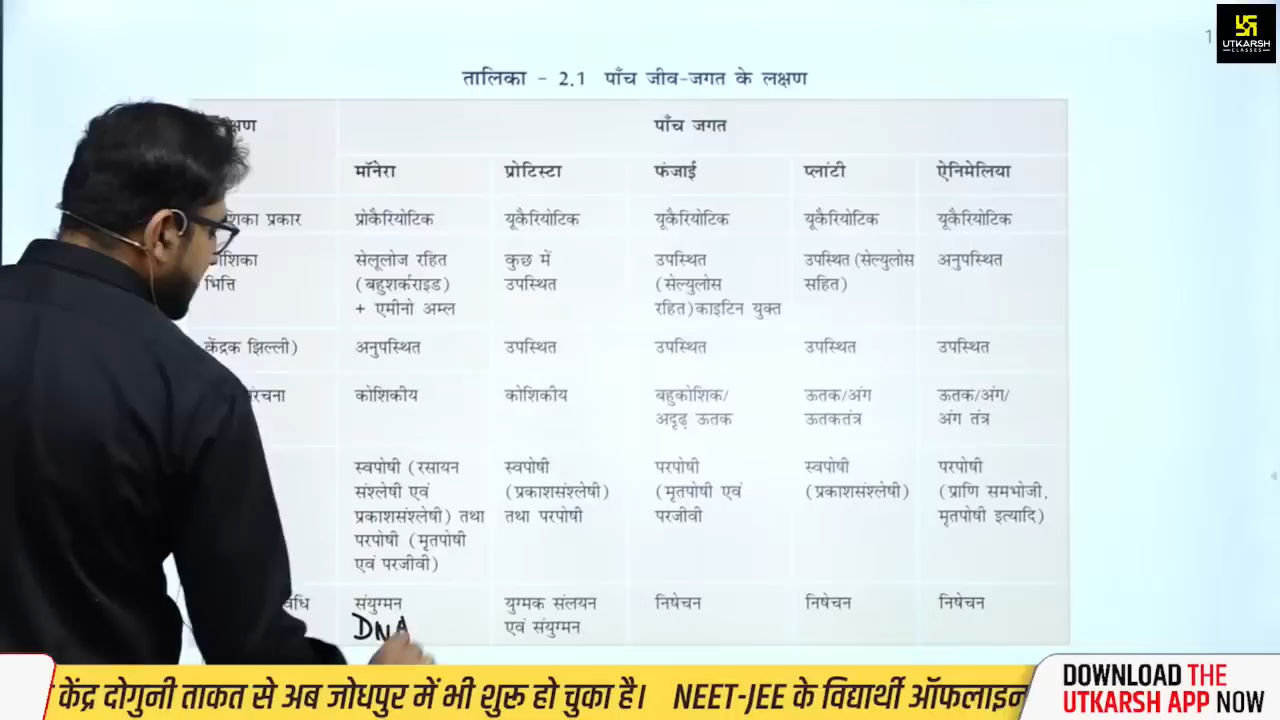 1
UTKARSH
CLASSES
तालिका - 2.1 पाँच जीव-जगत के लक्षण
पाँच जगत
मॉनेरा प्रोटिस्टा फंजाई प्लांटी ऐनिमेलिया
प्रकार प्रोकैरियोटिक यूकैरियोटिक यूकैरियोटिक यूकैरियोटिक यूकैरियोटिक
सेलूलोज रहित कुछ में उपस्थित उपस्थित (सेल्युलोस अनुपस्थित
भित्ति (बहुशर्कराइड) उपस्थित (सेल्युलोस सहित)
+ एमीनो अम्ल रहित)काइटिन युक्त
केंद्रक झिल्ली) अनुपस्थित उपस्थित उपस्थित उपस्थित उपस्थित
कोशिकीय कोशिकीय बहुकोशिक/ ऊतक/अंग ऊतक/अंग/
अदृढ़ ऊतक ऊतकतंत्र अंग तंत्र
स्वपोषी (रसायन स्वपोषी परपोषी स्वपोषी परपोषी
संश्लेषी एवं (प्रकाशसंश्लेषी) (मृतपोषी एवं (प्रकाशसंश्लेषी) (प्राणि समभोजी,
प्रकाशसंश्लेषी) तथा तथा परपोषी परजीवी मृतपोषी इत्यादि)
परपोषी (मृतपोषी
एवं परजीवी)
संयुग्मन युग्मक संलयन निषेचन निषेचन निषेचन
DNA एवं संयुग्मन
केंद्र दोगुनी ताकत से अब जोधपुर में भी शुरू हो चुका है। NEET-JEE के विद्यार्थी ऑफलाइन
DOWNLOAD THE
UTKARSH APP NOW